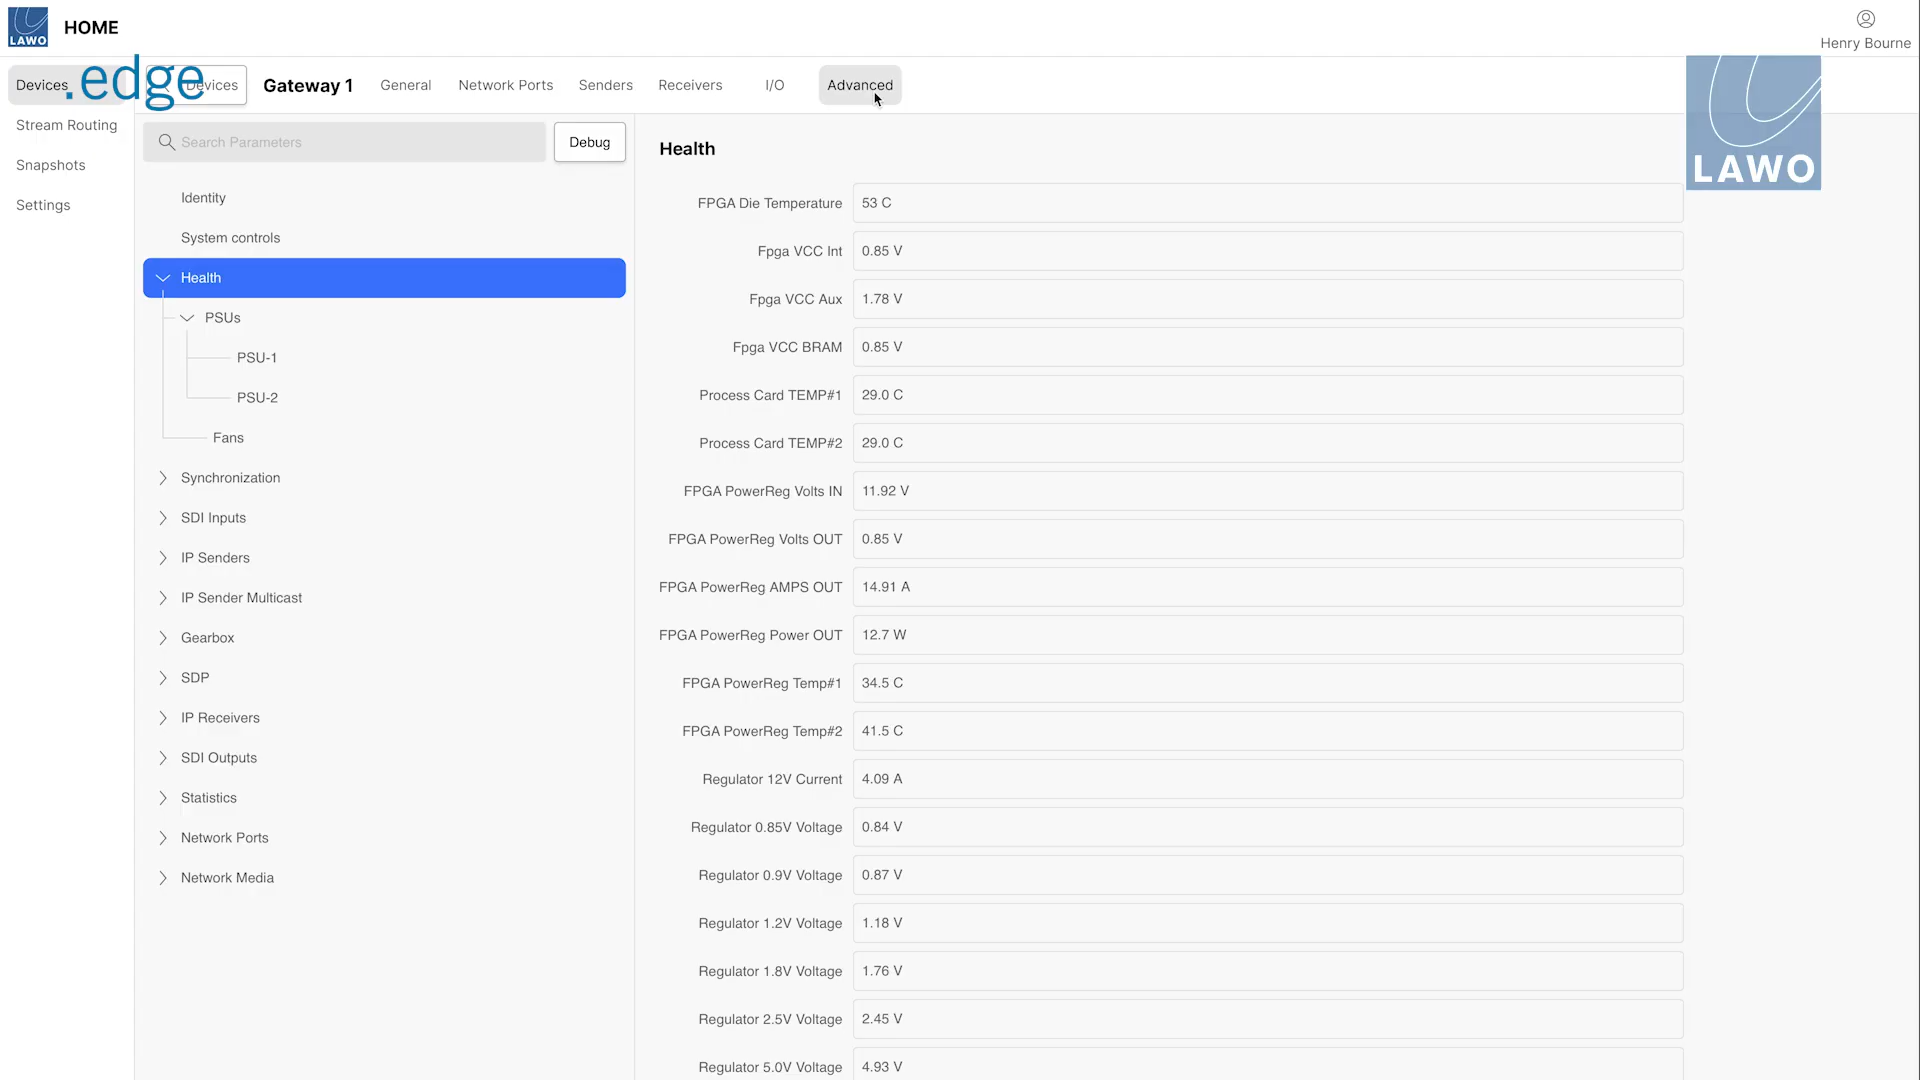 LAWO
HOME
Henry Bourne
Devices
.edge
Devices
Gateway 1
General
Network Ports
Senders
Receivers
I/O
Advanced
LAWO
Stream Routing
Snapshots
Settings
Search Parameters
Debug
Identity
System controls
Health
PSUs
PSU-1
PSU-2
Fans
Synchronization
SDI Inputs
IP Senders
IP Sender Multicast
Gearbox
SDP
IP Receivers
SDI Outputs
Statistics
Network Ports
Network Media
Health
FPGA Die Temperature 53 C
Fpga VCC Int 0.85 V
Fpga VCC Aux 1.78 V
Fpga VCC BRAM 0.85 V
Process Card TEMP#1 29.0 C
Process Card TEMP#2 29.0 C
FPGA PowerReg Volts IN 11.92 V
FPGA PowerReg Volts OUT 0.85 V
FPGA PowerReg AMPS OUT 14.91 A
FPGA PowerReg Power OUT 12.7 W
FPGA PowerReg Temp#1 34.5 C
FPGA PowerReg Temp#2 41.5 C
Regulator 12V Current 4.09 A
Regulator 0.85V Voltage 0.84 V
Regulator 0.9V Voltage 0.87 V
Regulator 1.2V Voltage 1.18 V
Regulator 1.8V Voltage 1.76 V
Regulator 2.5V Voltage 2.45 V
Regulator 5.0V Voltage 4.93 V